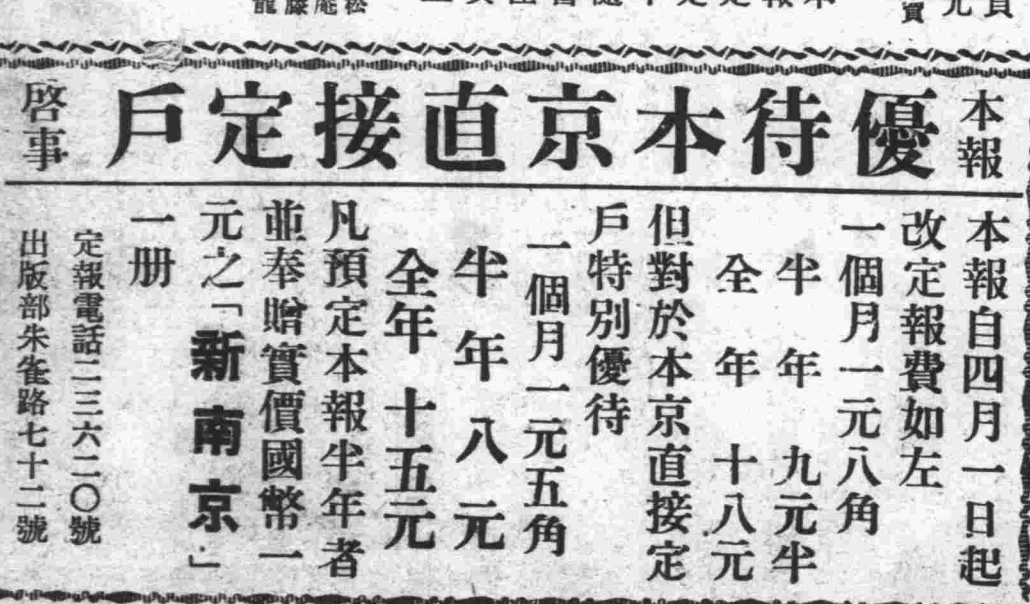 本報
優待本京直接定戶
啓事
本報自四月一日起
改定報費如左
一個月一元八角
半年九元半
全年十八元
但對於本京直接定
戶特別優待
一個月一元五角
半年八元
全年十五元
凡預定本報半年者
並奉贈實價國幣一
元之「新南京」
一册
定報電話二三六二〇號
出版部朱雀路七十二號